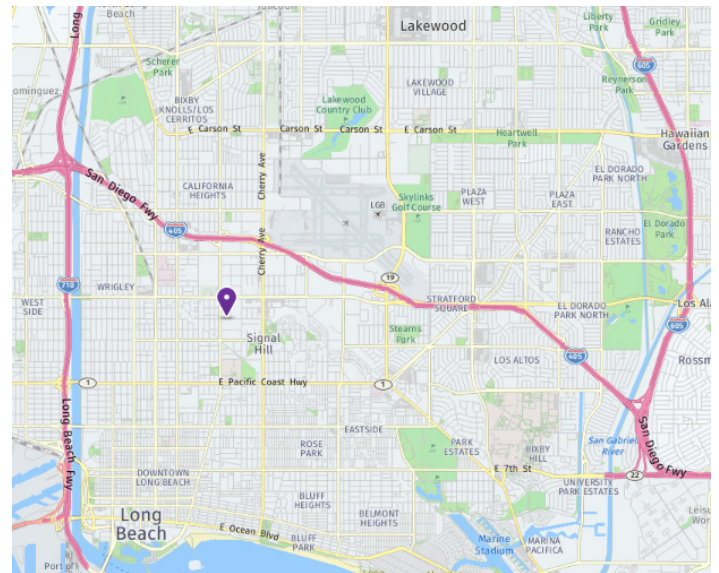 Long
Beach
Lakewood
Liberty
Park
Gridley
Park
Scherer
Park
ominguez
BIXBY
KNOLLS/LOS
CERRITOS
Lakewood
Country Club
LAKEWOOD
VILLAGE
605
Reynerson
Park
E Carson St
Carson St
Carson St
E Carson St
Heartwell
Park
Hawaiian
Gardens
San Diego Fwy
CALIFORNIA
HEIGHTS
Cherry Ave
Skylinks
Golf Course
LGB
PLAZA
WEST
PLAZA
EAST
EL DORADO
PARK NORTH
405
Cherry Ave
RANCHO
ESTATES
El Dorado
Park
19
710
WRIGLEY
WEST
SIDE
STRATFORD
SQUARE
EL DORADO
PARK NORTH
Los Ala
605
Signal
Hill
Stearns
Park
LOS ALTOS
405
Rossm
1
E Pacific Coast Hwy
1
Long Beach Fwy
EASTSIDE
ROSE
PARK
PARK
ESTATES
BIXBY
HILL
San Gabriel
River
San Diego Fwy
E 7th St
22
DOWNTOWN
LONG BEACH
UNIVERSITY
PARK ESTATES
BLUFF
HEIGHTS
BELMONT
HEIGHTS
Long
Beach
E Ocean Blvd
BLUFF
PARK
Marine
Stadium
MARINA
PACIFICA
Leisu
Wor
Port of